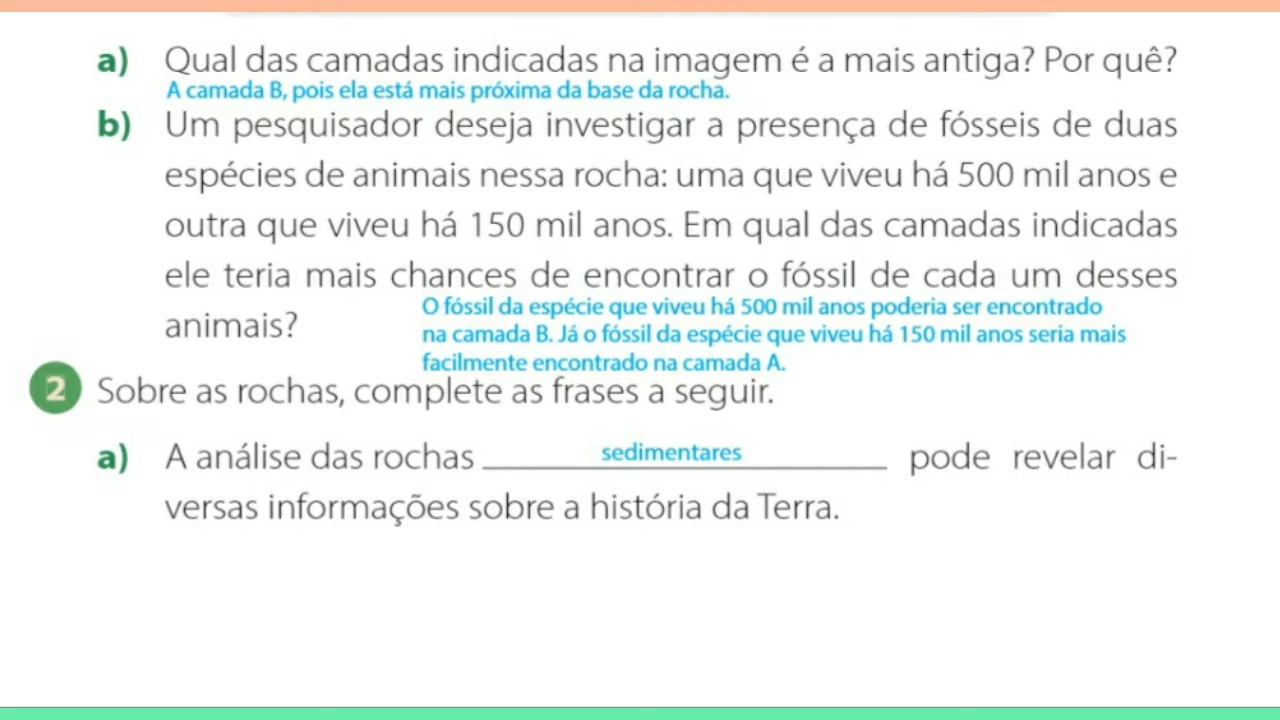 a) Qual das camadas indicadas na imagem é a mais antiga? Por quê?
A camada B, pois ela está mais próxima da base da rocha.
b) Um pesquisador deseja investigar a presença de fósseis de duas
espécies de animais nessa rocha: uma que viveu há 500 mil anos e
outra que viveu há 150 mil anos. Em qual das camadas indicadas
ele teria mais chances de encontrar o fóssil de cada um desses
animais?
O fóssil da espécie que viveu há 500 mil anos poderia ser encontrado
na camada B. Já o fóssil da espécie que viveu há 150 mil anos seria mais
facilmente encontrado na camada A.
2 Sobre as rochas, complete as frases a seguir.
a) A análise das rochas sedimentares pode revelar di-
versas informações sobre a história da Terra.